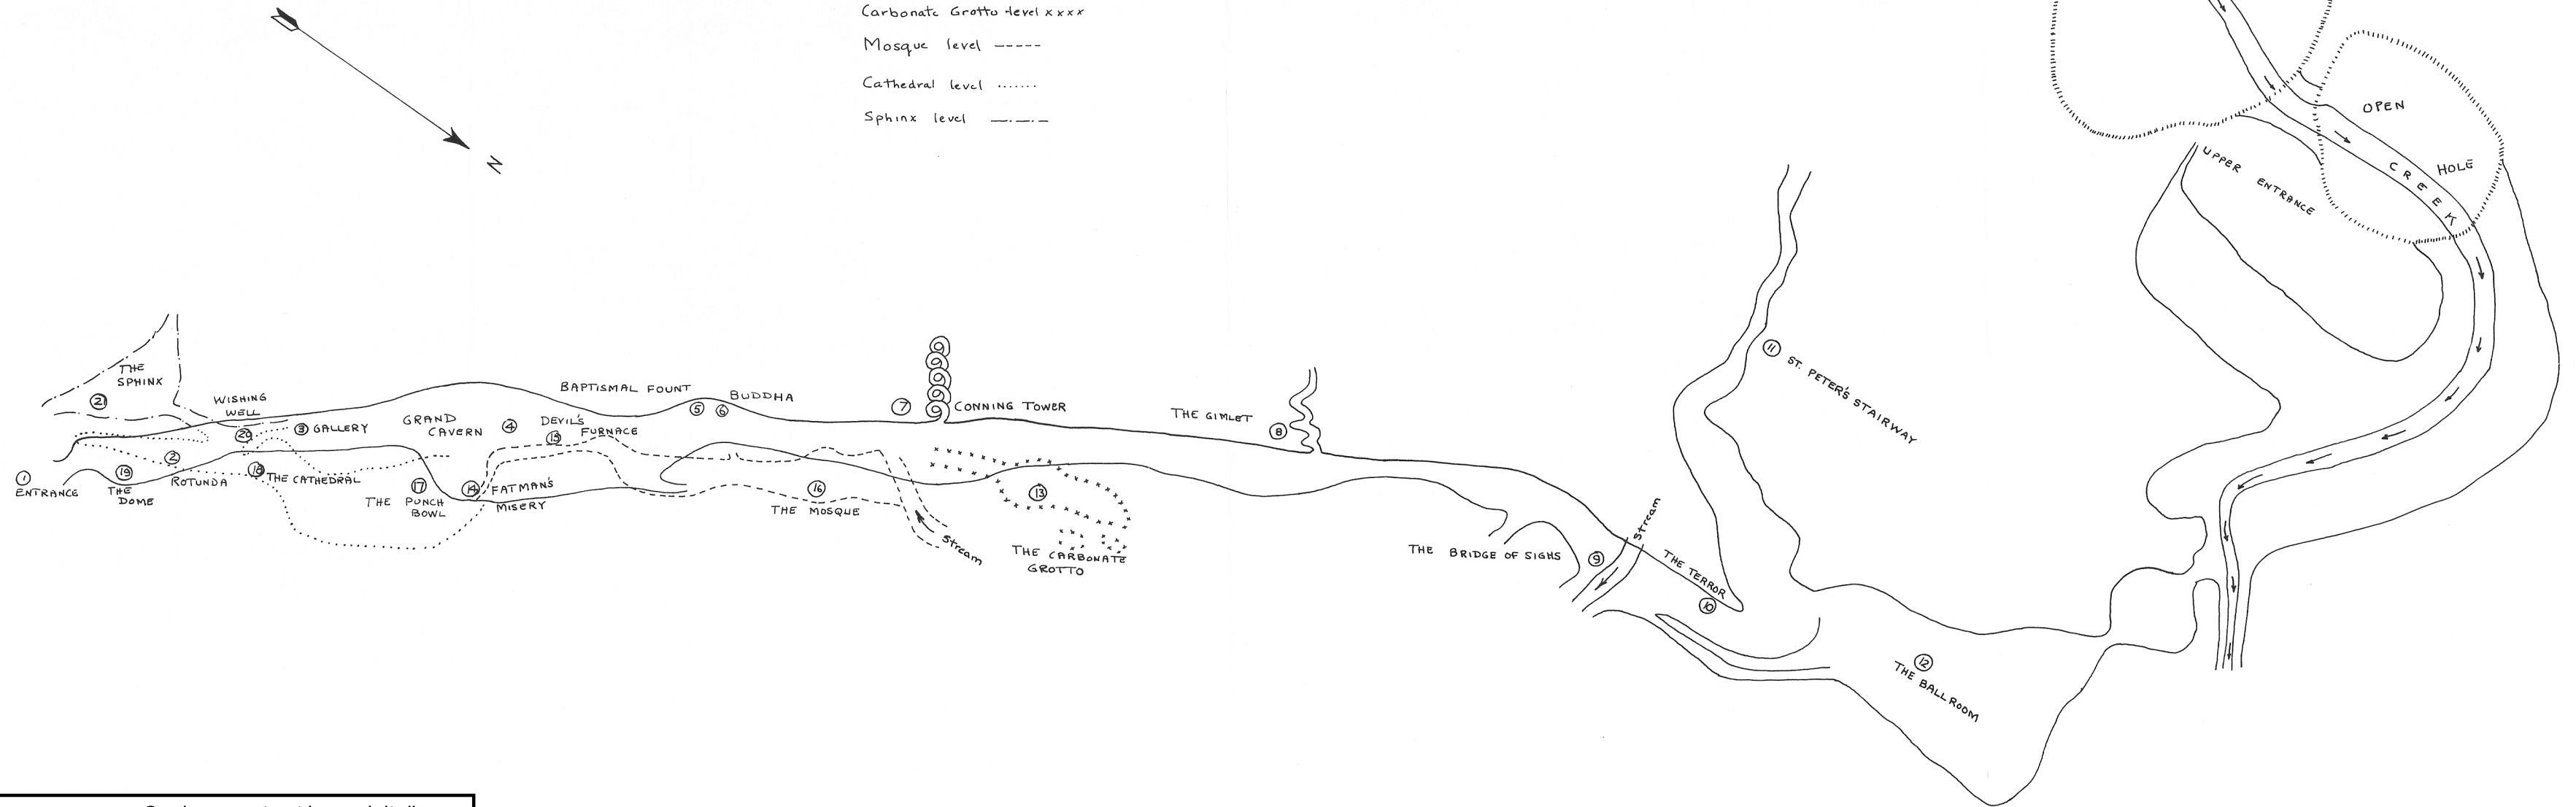 Carbonate Grotto level xxxx
Mosque level -----
Cathedral level .......
Sphinx level —.—.—
N
OPEN
HOLE
CREEK
UPPER ENTRANCE
THE
SPHINX
21
WISHING
WELL
20
3 GALLERY
GRAND
CAVERN
4
DEVIL'S
FURNACE
15
BAPTISMAL FOUNT
5
6
BUDDHA
7
CONNING TOWER
THE GIMLET
8
11
ST. PETER'S STAIRWAY
1
ENTRANCE
19
THE
DOME
2
ROTUNDA
18
THE CATHEDRAL
17
THE PUNCH
BOWL
14
FATMAN'S
MISERY
16
THE MOSQUE
Stream
13
THE CARBONATE
GROTTO
THE BRIDGE OF SIGHS
9
Stream
THE TERROR
10
12
THE BALLROOM